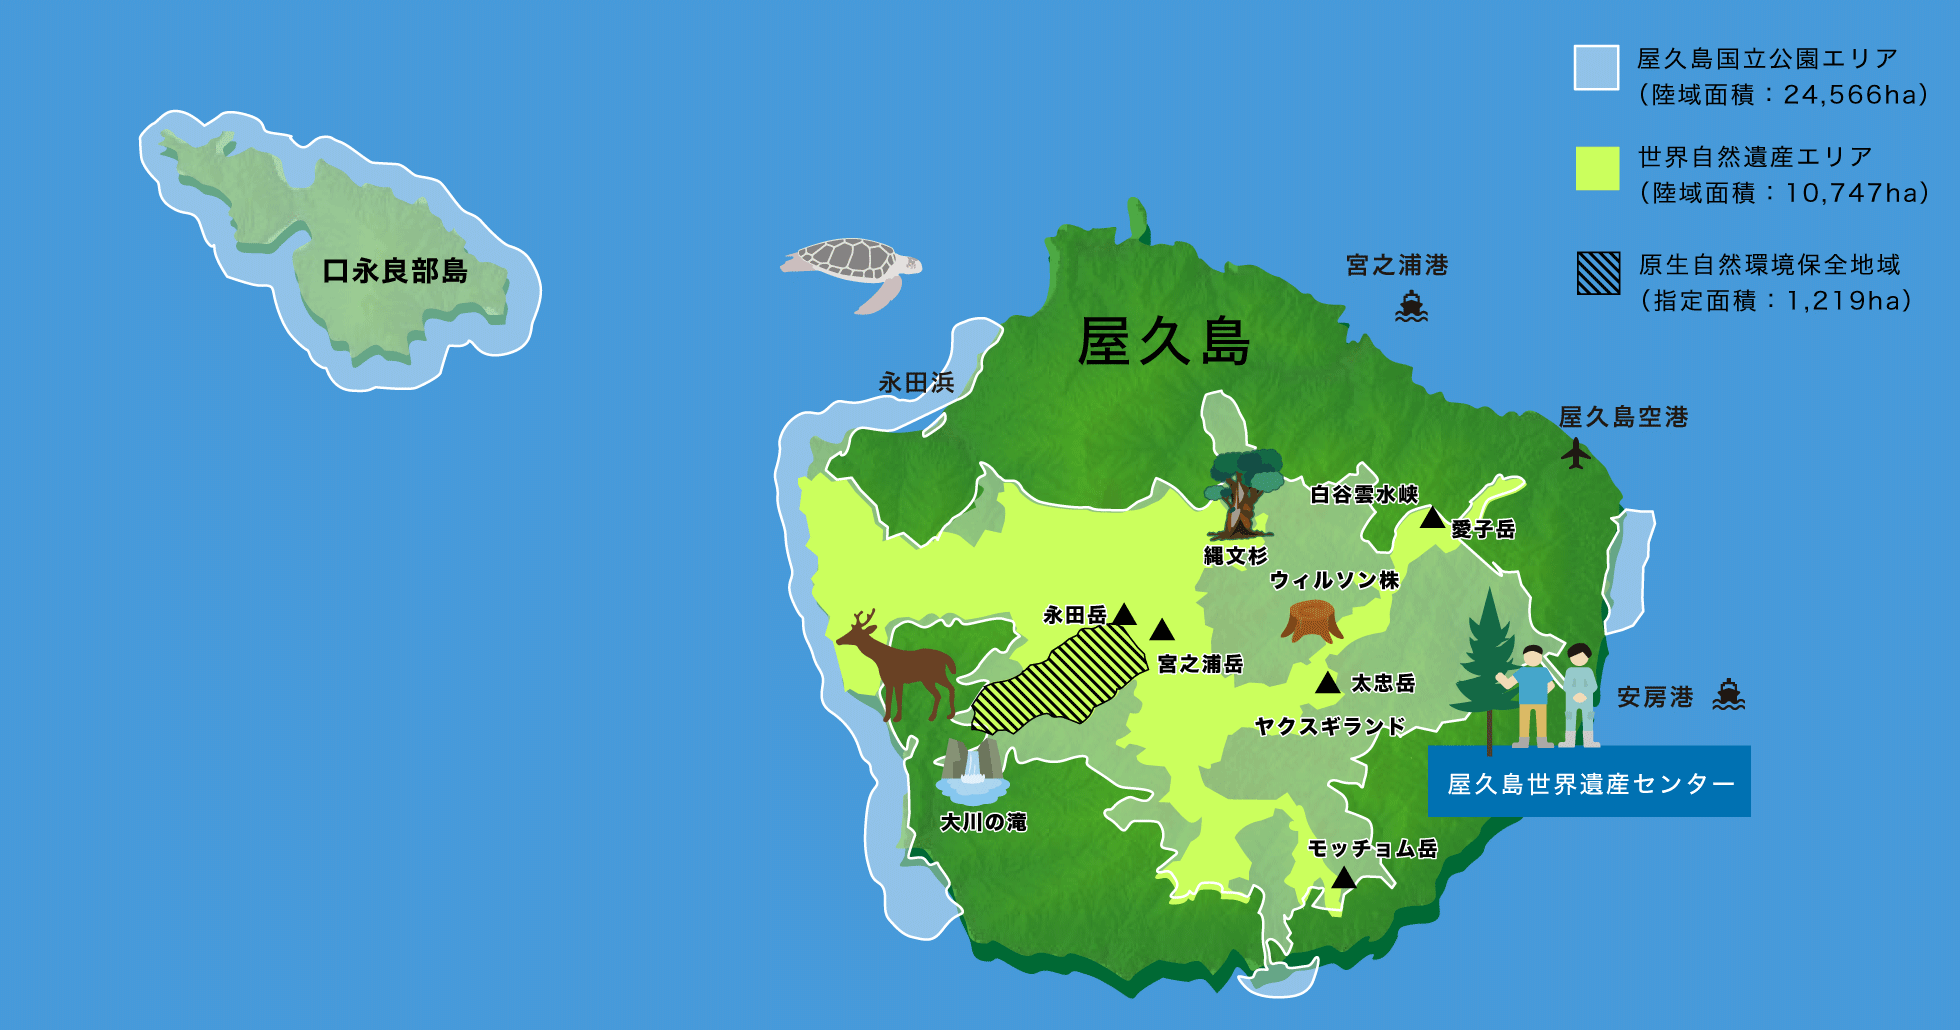 屋久島国立公園エリア
（陸域面積：24,566ha）
世界自然遺産エリア
（陸域面積：10,747ha）
原生自然環境保全地域
（指定面積：1,219ha）
口永良部島
宮之浦港
屋久島
永田浜
屋久島空港
白谷雲水峡
愛子岳
縄文杉
ウィルソン株
永田岳
宮之浦岳
太忠岳
安房港
ヤクスギランド
屋久島世界遺産センター
大川の滝
モッチョム岳